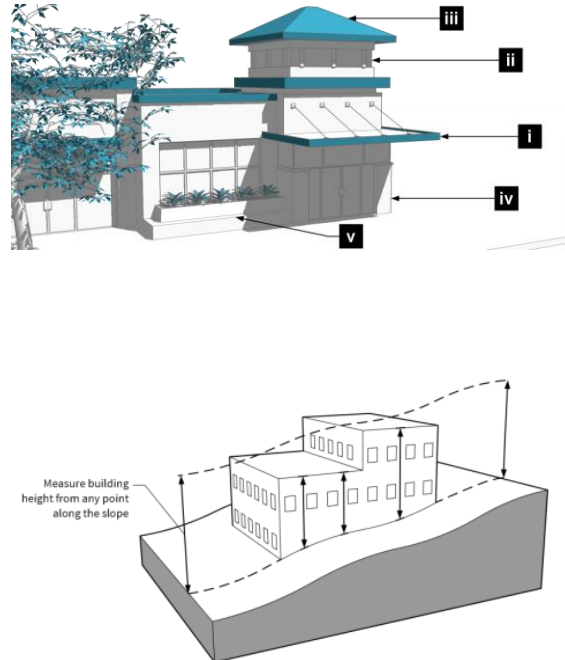 iii
ii
i
iv
v
Measure building
height from any point
along the slope